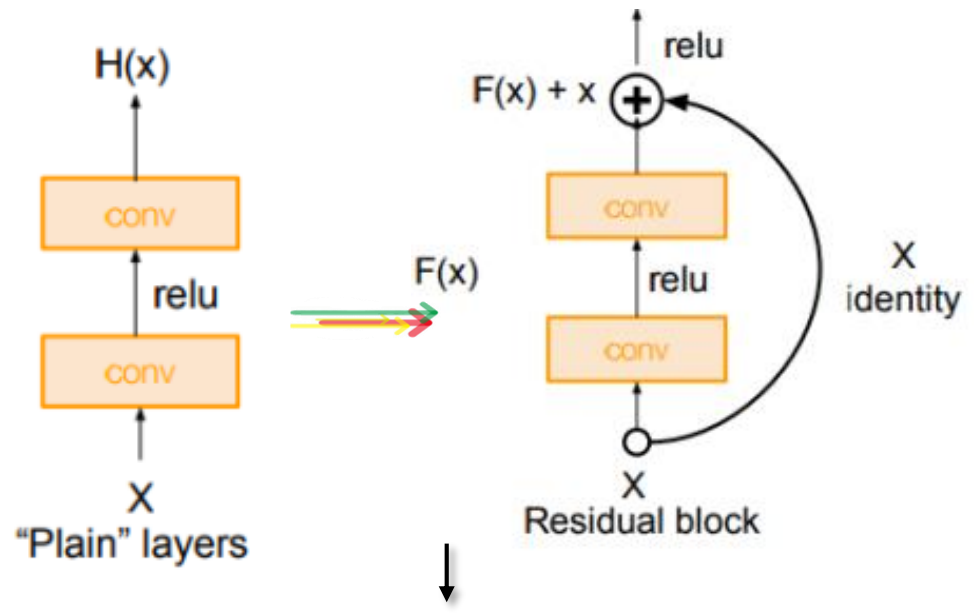 H(x)
conv
relu
conv
X
“Plain” layers
relu
F(x) + x
+
conv
F(x)
relu
conv
X
identity
X
Residual block